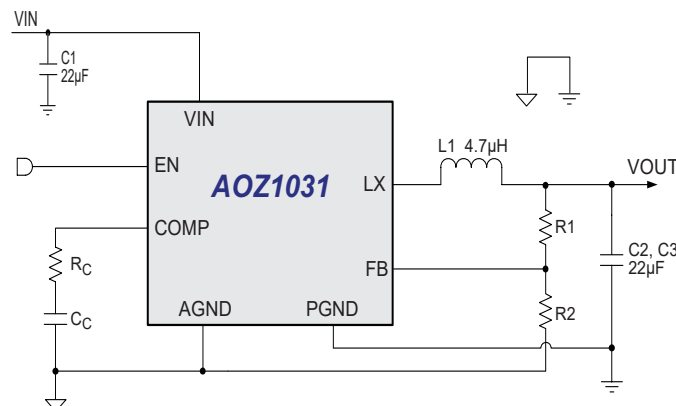 VIN
C1
22µF
VIN
L1 4.7µH
EN
AOZ1031
LX
VOUT
COMP
R1
RC
FB
C2, C3
22µF
CC
AGND
PGND
R2